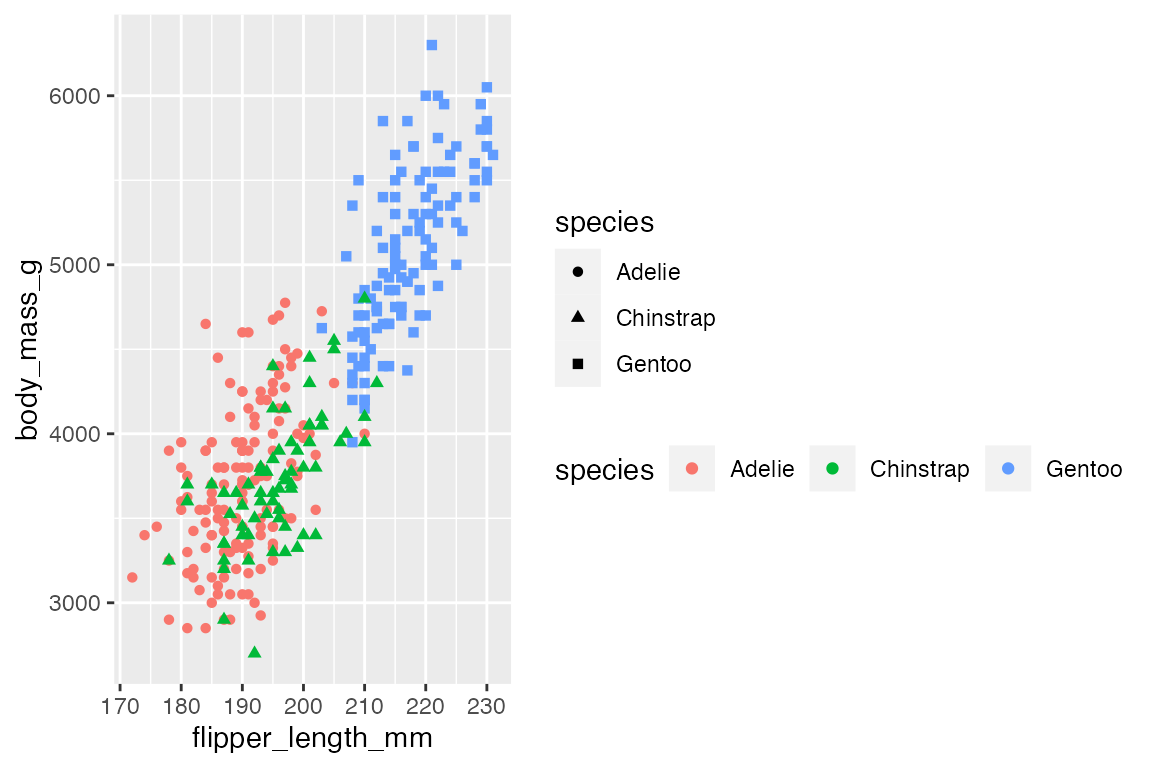 body_mass_g
6000
5000
4000
3000
170 180 190 200 210 220 230
flipper_length_mm
species
Adelie
Chinstrap
Gentoo
species Adelie Chinstrap Gentoo